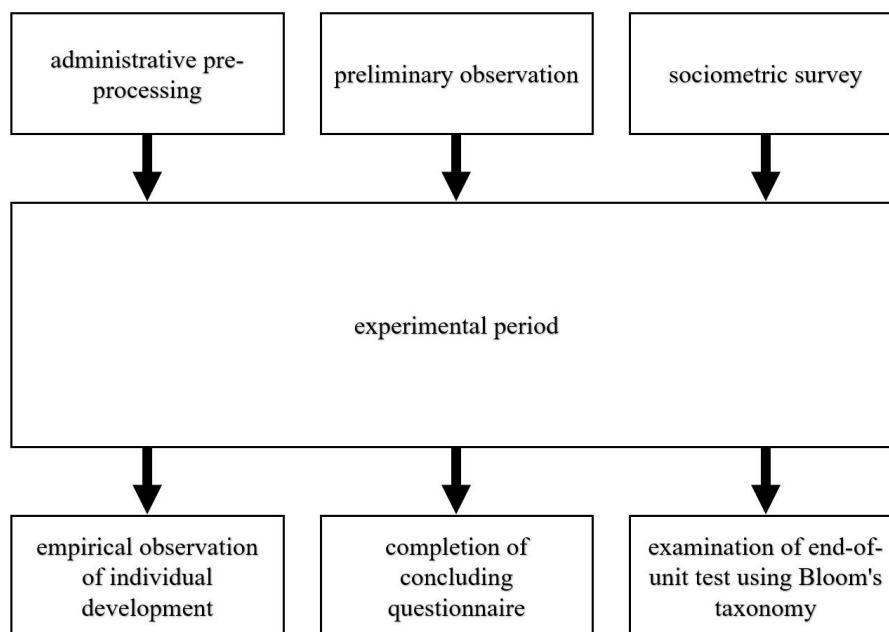 administrative pre-
processing
preliminary observation
sociometric survey
experimental period
empirical observation
of individual
development
completion of
concluding
questionnaire
examination of end-of-
unit test using Bloom's
taxonomy